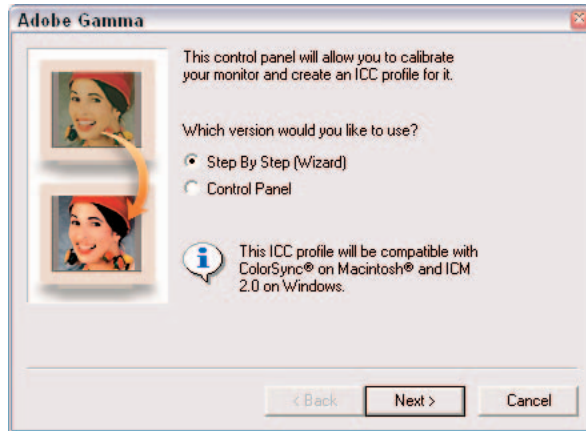 Adobe Gamma
This control panel will allow you to calibrate
your monitor and create an ICC profile for it.
Which version would you like to use?
Step By Step (Wizard)
Control Panel
This ICC profile will be compatible with
ColorSync® on Macintosh® and ICM
2.0 on Windows.
< Back
Next >
Cancel